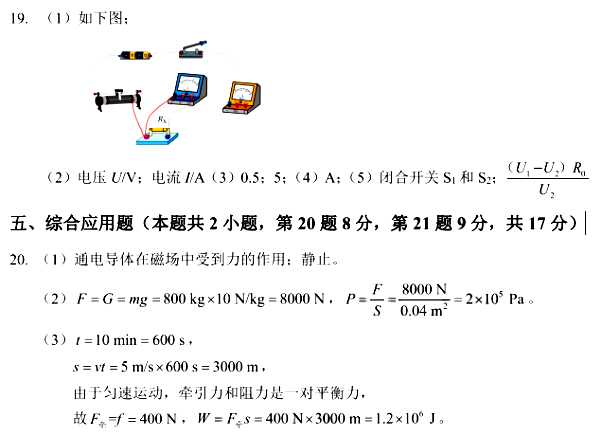 19. （1）如下图；
Rx
（2）电压 U/V；电流 I/A（3）0.5；5；（4）A；（5）闭合开关 S₁ 和 S₂；（U₁－U₂）R₀/U₂
五、综合应用题（本题共 2 小题，第 20 题 8 分，第 21 题 9 分，共 17 分）
20. （1）通电导体在磁场中受到力的作用；静止。
（2）F = G = mg = 800 kg×10 N/kg = 8000 N，P = F/S = 8000 N/0.04 m² = 2×10⁵ Pa 。
（3）t = 10 min = 600 s，
s = vt = 5 m/s×600 s = 3000 m，
由于匀速运动，牵引力和阻力是一对平衡力，
故 F牵=f = 400 N，W = F牵s = 400 N×3000 m = 1.2×10⁶ J。